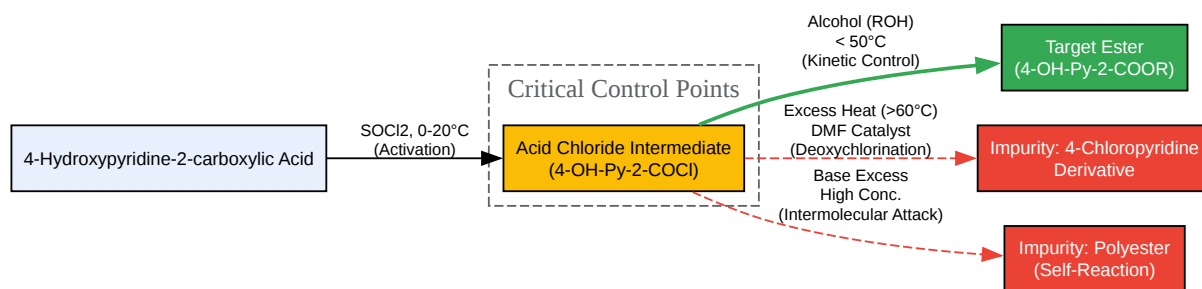 Alcohol (ROH)
< 50°C
(Kinetic Control)
Target Ester
(4-OH-Py-2-COOR)
Critical Control Points
4-Hydroxypyridine-2-carboxylic Acid
SOCl2, 0-20°C
(Activation)
Acid Chloride Intermediate
(4-OH-Py-2-COCl)
Excess Heat (>60°C)
DMF Catalyst
(Deoxychlorination)
Impurity: 4-Chloropyridine
Derivative
Base Excess
High Conc.
(Intermolecular Attack)
Impurity: Polyester
(Self-Reaction)